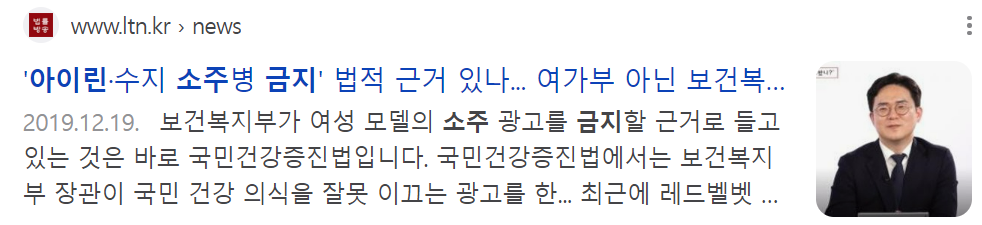 법률
방송
www.ltn.kr › news
'아이린·수지 소주병 금지' 법적 근거 있나... 여가부 아닌 보건복...
2019.12.19. 보건복지부가 여성 모델의 소주 광고를 금지할 근거로 들고
있는 것은 바로 국민건강증진법입니다. 국민건강증진법에서는 보건복지
부 장관이 국민 건강 의식을 잘못 이끄는 광고를 한... 최근에 레드벨벳 ...